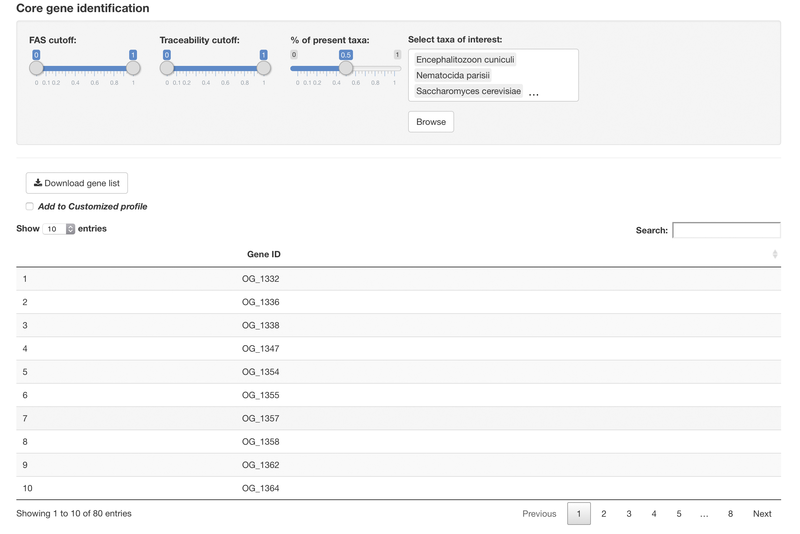 Core gene identification
FAS cutoff: Traceability cutoff: % of present taxa: Select taxa of interest:
0 1 0 1 0 0.5 1
0 0.1 0.2 0.4 0.6 0.8 1 0 0.1 0.2 0.4 0.6 0.8 1 0 0.1 0.2 0.4 0.6 0.8 1
Encephalitozoon cuniculi
Nematocida parisii
Saccharomyces cerevisiae ...
Browse
Download gene list
Add to Customized profile
Show 10 entries Search:
Gene ID
1 OG_1332
2 OG_1336
3 OG_1338
4 OG_1347
5 OG_1354
6 OG_1355
7 OG_1357
8 OG_1358
9 OG_1362
10 OG_1364
Showing 1 to 10 of 80 entries Previous 1 2 3 4 5 ... 8 Next